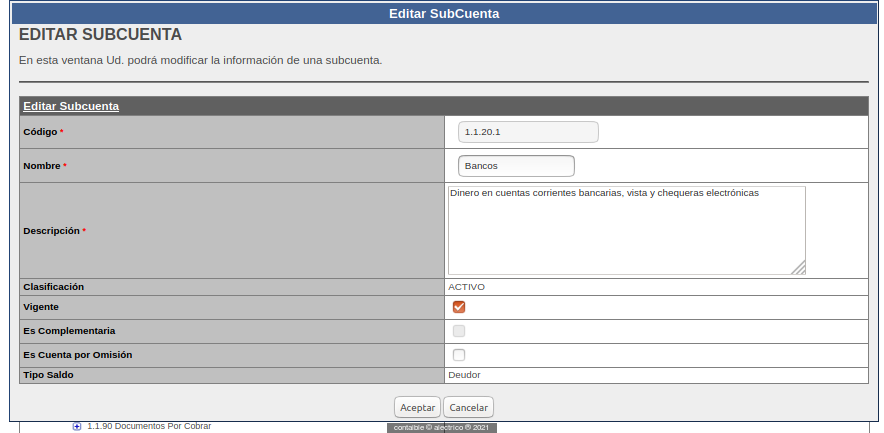 Editar SubCuenta
EDITAR SUBCUENTA
En esta ventana Ud. podrá modificar la información de una subcuenta.
Editar Subcuenta
Código *
1.1.20.1
Nombre *
Bancos
Descripción *
Dinero en cuentas corrientes bancarias, vista y chequeras electrónicas
Clasificación
ACTIVO
Vigente
Es Complementaria
Es Cuenta por Omisión
Tipo Saldo
Deudor
Aceptar Cancelar
1.1.90 Documentos Por Cobrar
contaible © alectrico ® 2021